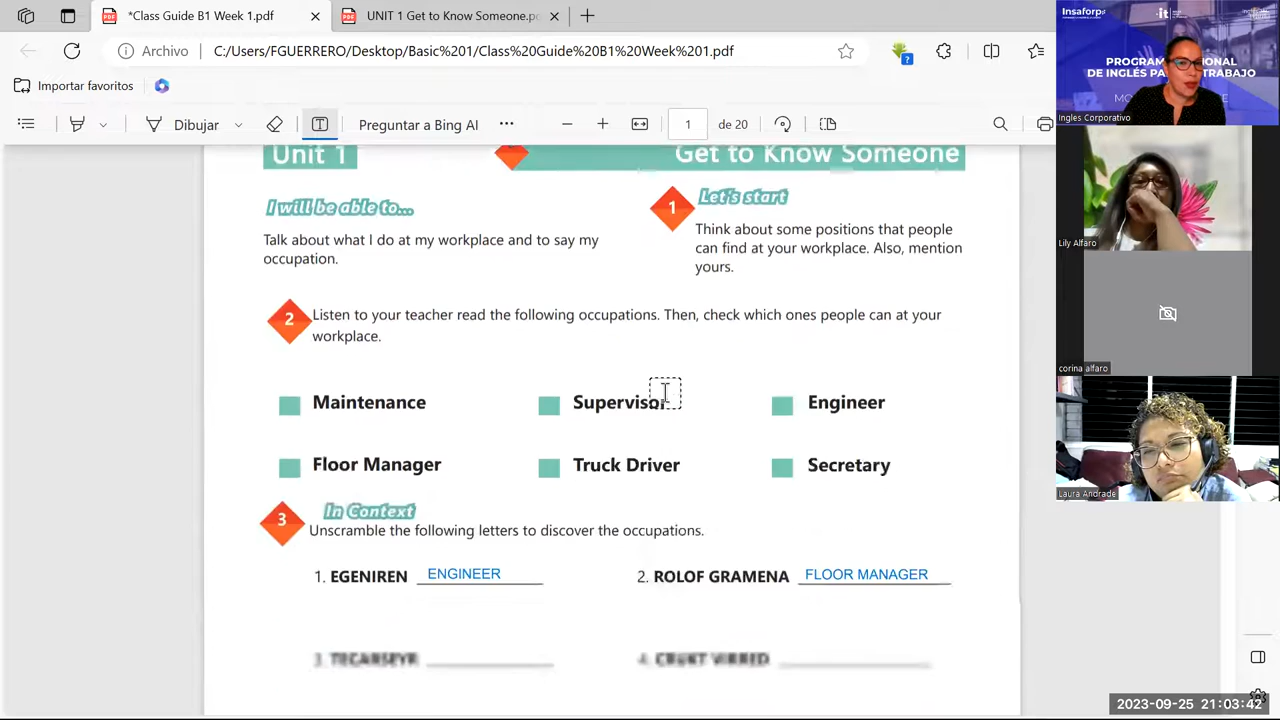 *Class Guide B1 Week 1.pdf
UNIT 1 Get to Know Someone.p
Archivo
C:/Users/FGUERRERO/Desktop/Basic%201/Class%20Guide%20B1%20Week%201.pdf
Importar favoritos
Dibujar
Preguntar a Bing AI
1
de 20
Unit 1
Get to Know Someone
I will be able to...
Talk about what I do at my workplace and to say my
occupation.
1
Let's start
Think about some positions that people
can find at your workplace. Also, mention
yours.
2
Listen to your teacher read the following occupations. Then, check which ones people can at your
workplace.
Maintenance
Supervisor
Engineer
Floor Manager
Truck Driver
Secretary
3
In Context
Unscramble the following letters to discover the occupations.
1. EGENIREN
ENGINEER
2. ROLOF GRAMENA
FLOOR MANAGER
3. TECARSEYR
4. CRUKT VIRRED
Insaforp
Ingles Corporativo
Lily Alfaro
corina alfaro
Laura Andrade
2023-09-25 21:03:42